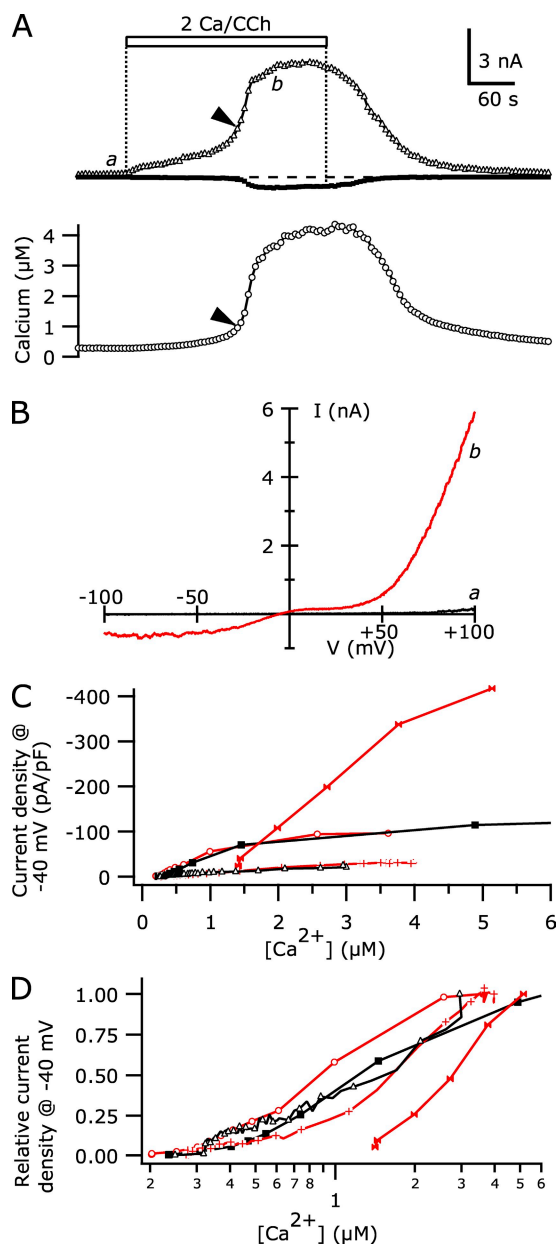 A
2 Ca/CCh
3 nA
60 s
b
a
Calcium (µM)
4
3
2
1
0
B
I (nA)
6
4
2
b
a
-100
-50
+50
+100
V (mV)
C
Current density @
-40 mV (pA/pF)
-400
-300
-200
-100
0
0 1 2 3 4 5 6
[Ca2+] (µM)
D
Relative current
density @ -40 mV
1.00
0.75
0.50
0.25
0.00
2 3 4 5 6 7 8 1 2 3 4 5 6
[Ca2+] (µM)